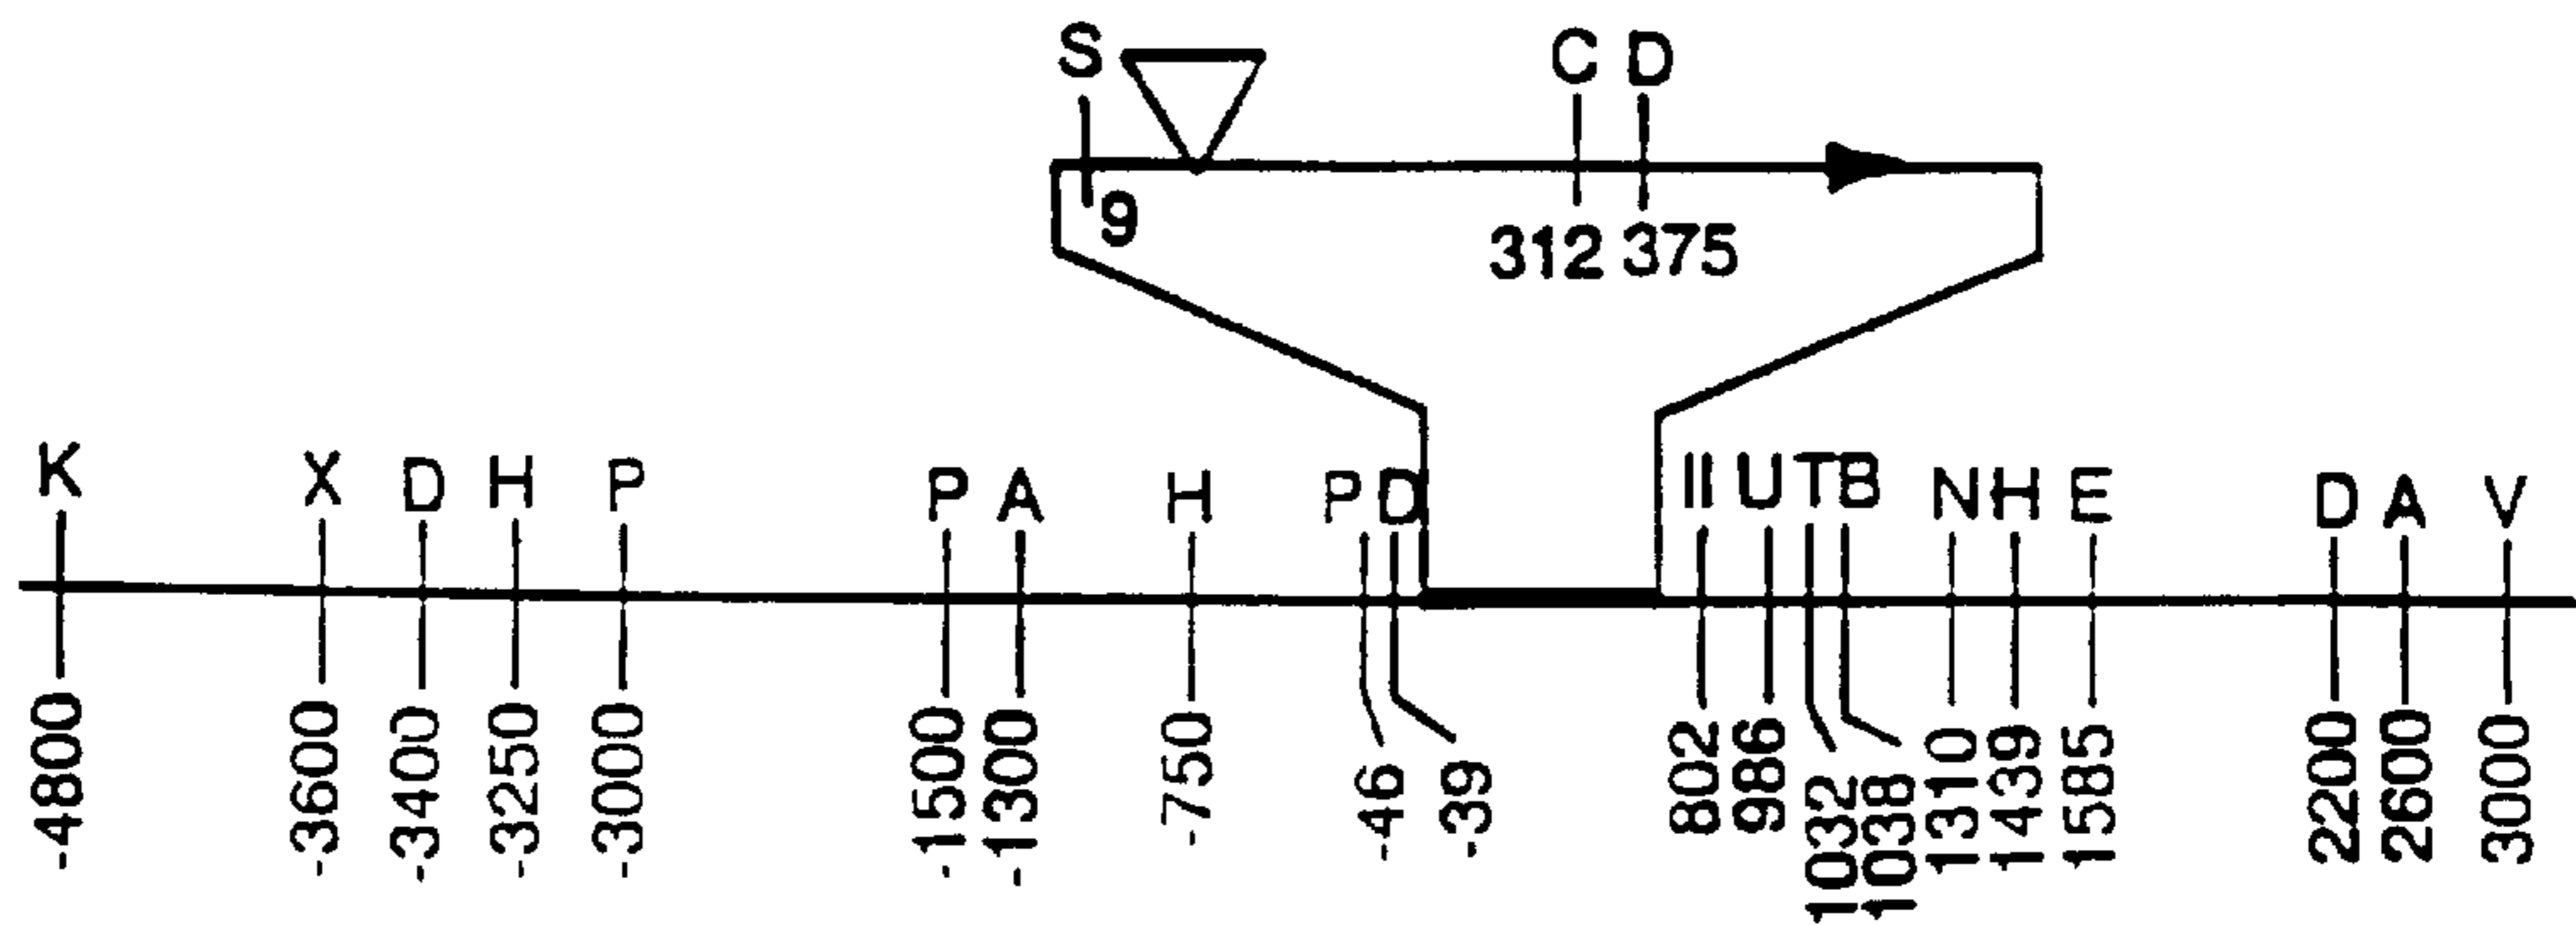 S C D
9 312 375
K X D H P P A H P D II U T B N H E D A V
-4800 -3600 -3400 -3250 -3000 -1500 -1300 -750 -46 -39 802 986 1032 1038 1310 1439 1585 2200 2600 3000